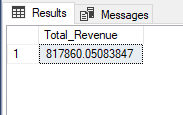 Results Messages
Total_Revenue
1 817860.05083847